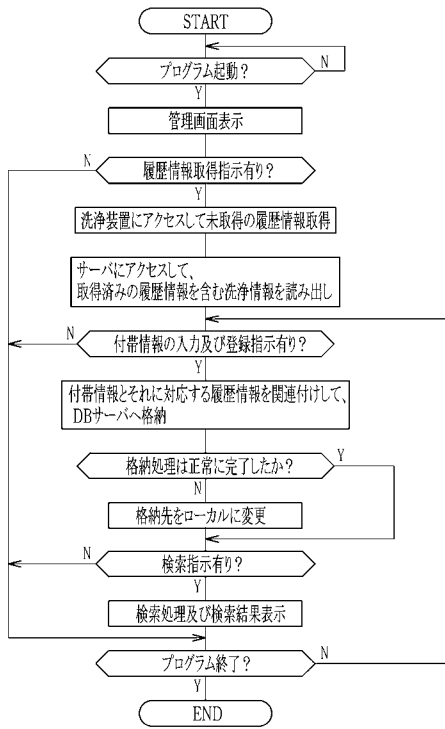 START
プログラム起動?
N
Y
管理画面表示
N
履歴情報取得指示有り?
Y
洗浄装置にアクセスして未取得の履歴情報取得
サーバにアクセスして、
取得済みの履歴情報を含む洗浄情報を読み出し
N
付帯情報の入力及び登録指示有り?
Y
付帯情報とそれに対応する履歴情報を関連付けして、
DBサーバへ格納
格納処理は正常に完了したか?
Y
N
格納先をローカルに変更
N
検索指示有り?
Y
検索処理及び検索結果表示
プログラム終了?
N
Y
END